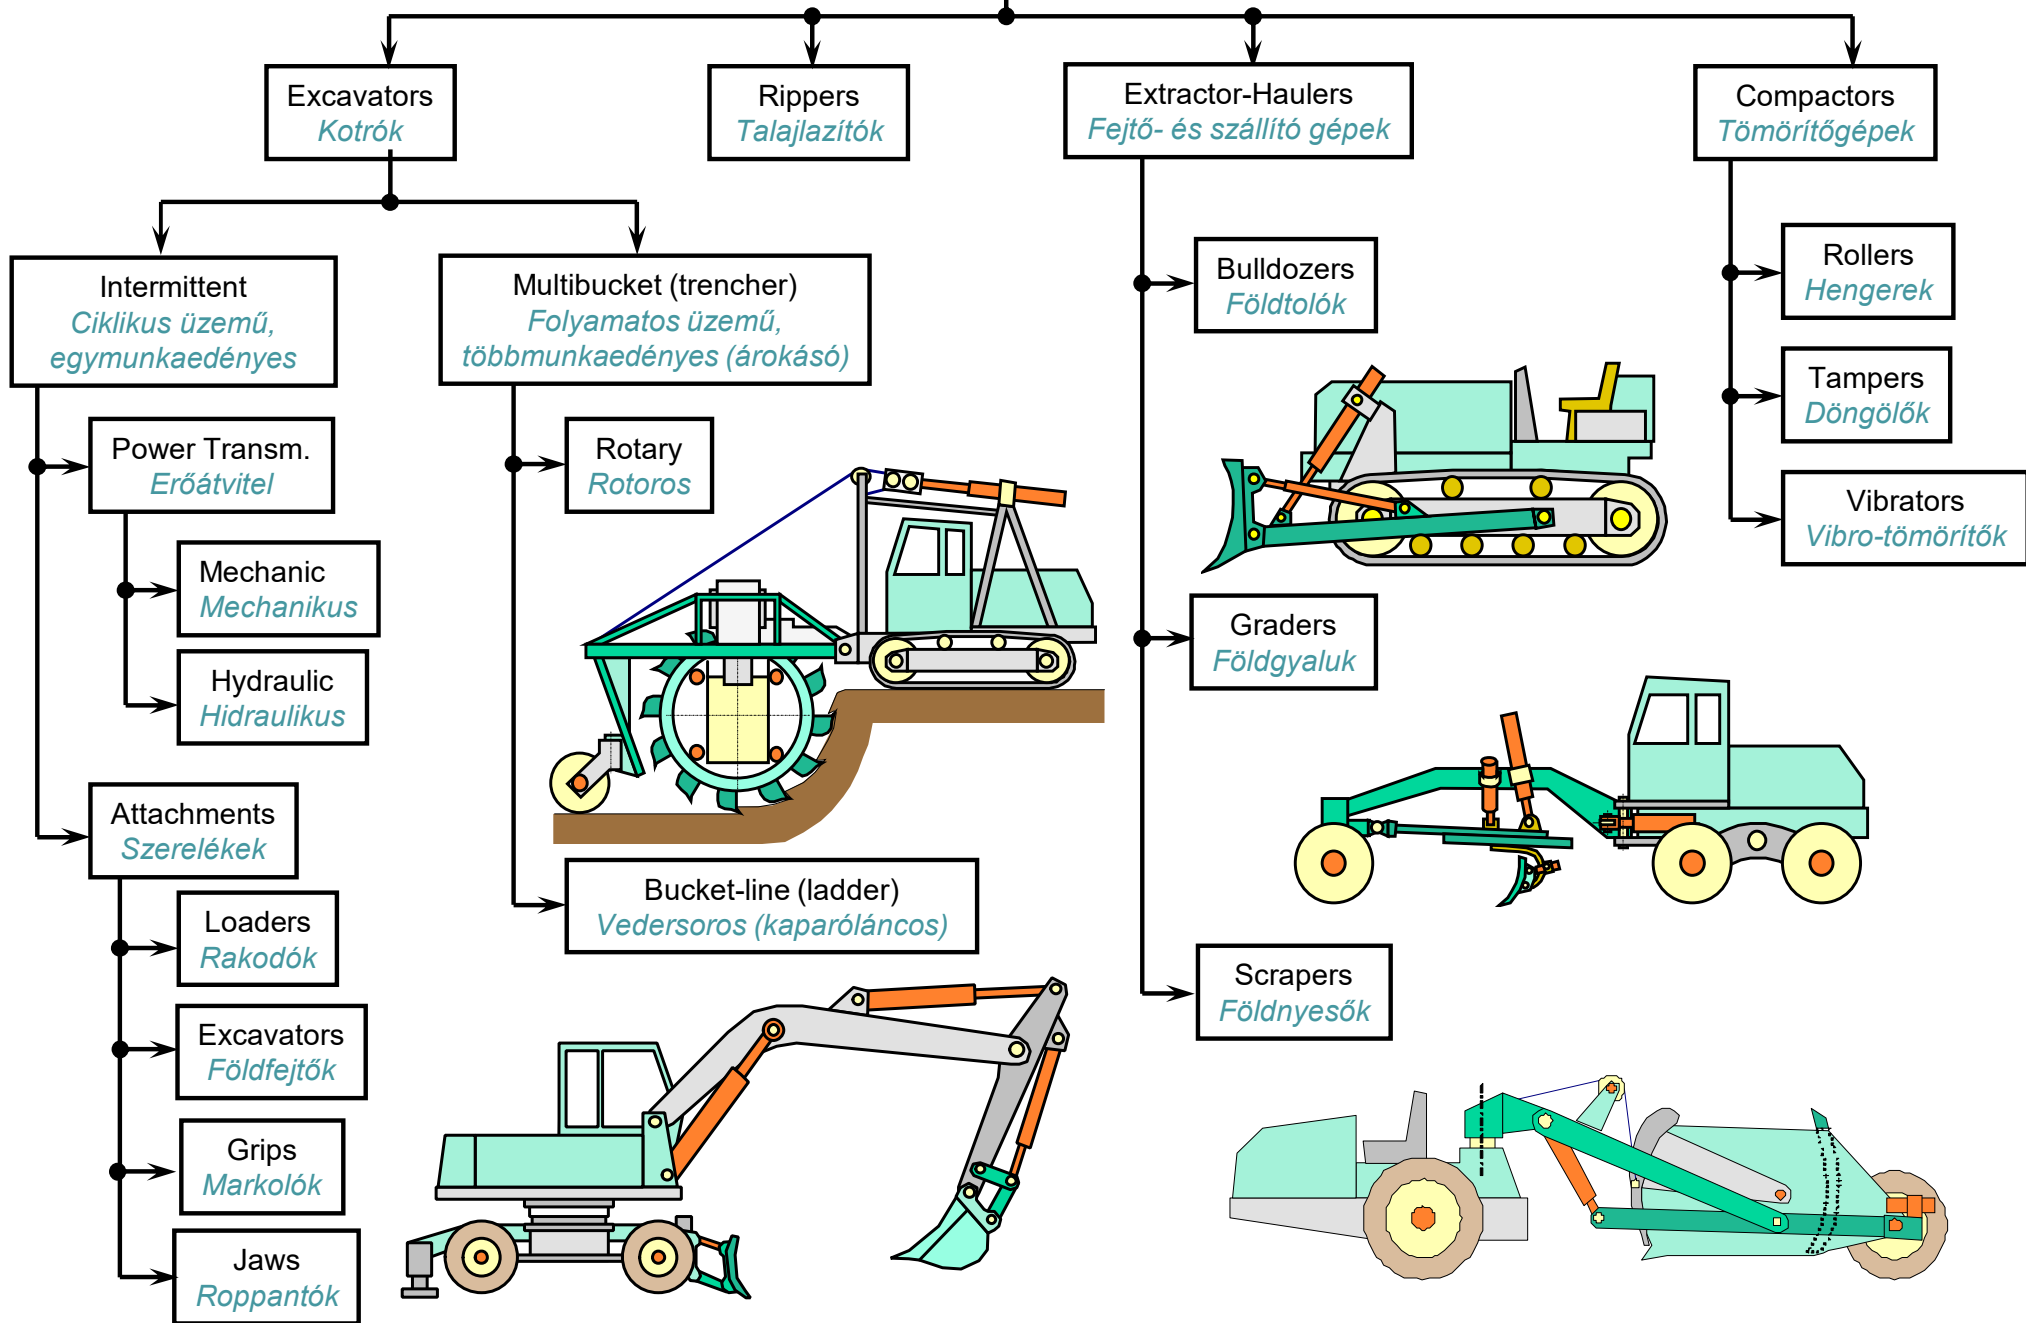 Excavators
Kotrók
Rippers
Talajlazítók
Extractor-Haulers
Fejtő- és szállító gépek
Compactors
Tömörítőgépek
Intermittent
Ciklikus üzemű,
egymunkaedényes
Multibucket (trencher)
Folyamatos üzemű,
többmunkaedényes (árokásó)
Bulldozers
Földtolók
Rollers
Hengerek
Tampers
Döngölők
Vibrators
Vibro-tömörítők
Power Transm.
Erőátvitel
Rotary
Rotoros
Mechanic
Mechanikus
Hydraulic
Hidraulikus
Graders
Földgyaluk
Attachments
Szerelékek
Bucket-line (ladder)
Vedersoros (kaparóláncos)
Loaders
Rakodók
Scrapers
Földnyesők
Excavators
Földfejtők
Grips
Markolók
Jaws
Roppantók